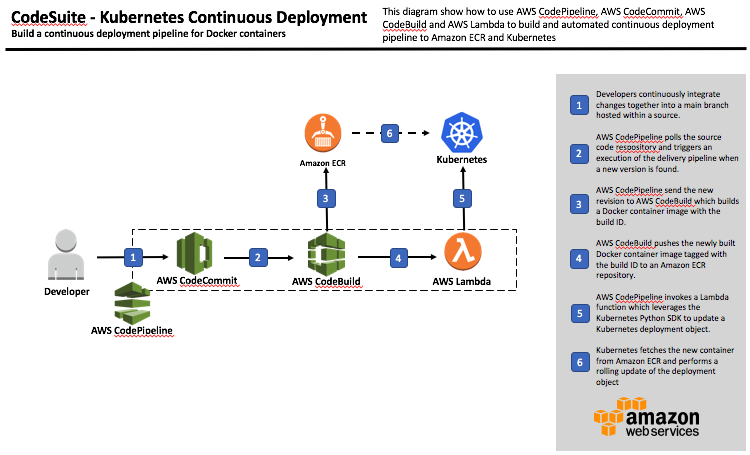 CodeSuite - Kubernetes Continuous Deployment
Build a continuous deployment pipeline for Docker containers
This diagram show how to use AWS CodePipeline, AWS CodeCommit, AWS
CodeBuild and AWS Lambda to build and automated continuous deployment
pipeline to Amazon ECR and Kubernetes
6
Amazon ECR
Kubernetes
3
5
1
2
4
Developer
AWS CodeCommit
AWS CodeBuild
AWS Lambda
AWS CodePipeline
1
Developers continuously integrate
changes together into a main branch
hosted within a source.
2
AWS CodePipeline polls the source
code respository and triggers an
execution of the delivery pipeline when
a new version is found.
3
AWS CodePipeline send the new
revision to AWS CodeBuild which builds
a Docker container image with the
build ID.
4
AWS CodeBuild pushes the newly built
Docker container image tagged with
the build ID to an Amazon ECR
repository.
5
AWS CodePipeline invokes a Lambda
function which leverages the
Kubernetes Python SDK to update a
Kubernetes deployment object.
6
Kubernetes fetches the new container
from Amazon ECR and performs a
rolling update of the deployment
object
amazon
web services